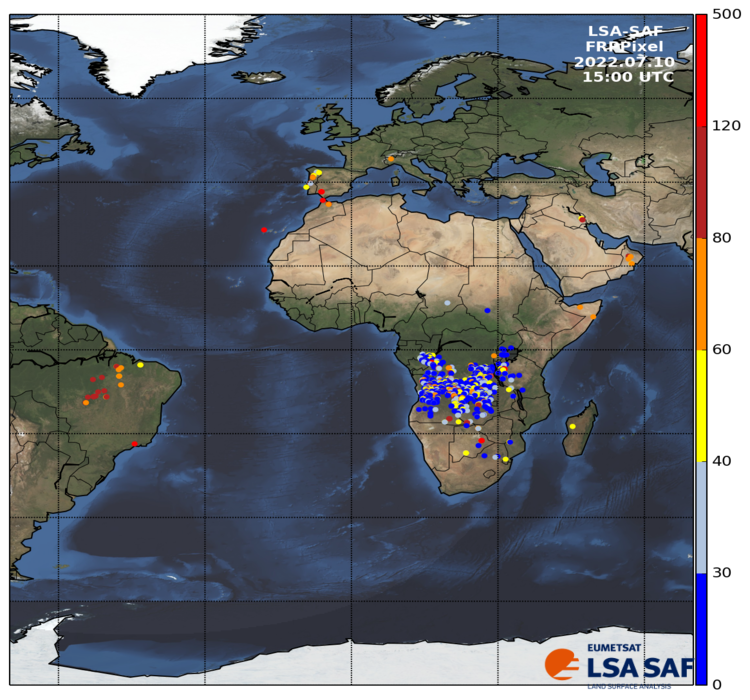 LSA-SAF
FRPPixel
2022.07.10
15:00 UTC
500
120
80
60
40
30
0
EUMETSAT
LSA SAF
LAND SURFACE ANALYSIS